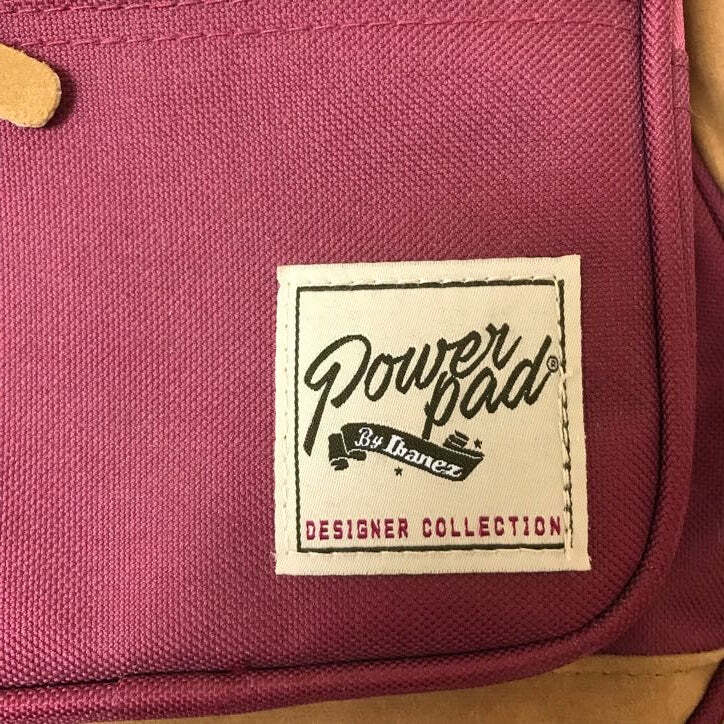 Power
pad®
By Ibanez
DESIGNER COLLECTION